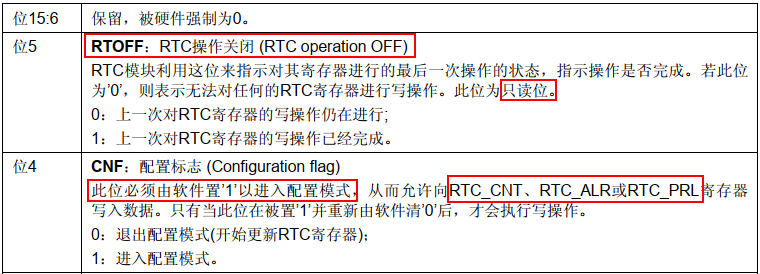 位15:6
保留，被硬件强制为0。
位5
RTOFF：RTC操作关闭 (RTC operation OFF)
RTC模块利用这位来指示对其寄存器进行的最后一次操作的状态，指示操作是否完成。若此位
为’0’，则表示无法对任何的RTC寄存器进行写操作。此位为只读位。
0：上一次对RTC寄存器的写操作仍在进行;
1：上一次对RTC寄存器的写操作已经完成。
位4
CNF：配置标志 (Configuration flag)
此位必须由软件置’1’以进入配置模式，从而允许向RTC_CNT、RTC_ALR或RTC_PRL寄存器
写入数据。只有当此位在被置’1’并重新由软件清’0’后，才会执行写操作。
0：退出配置模式(开始更新RTC寄存器)；
1：进入配置模式。